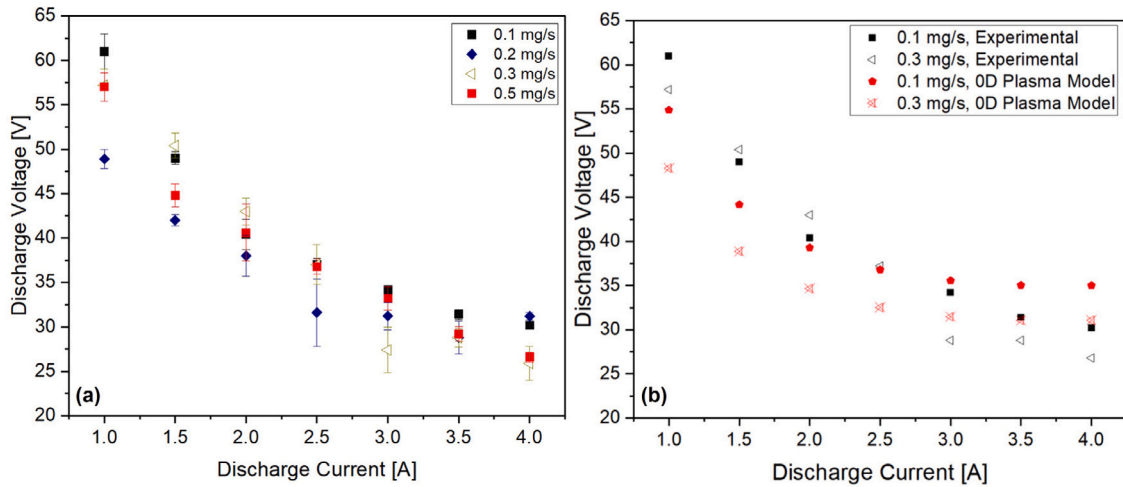 65
60
55
50
45
40
35
30
25
20
Discharge Voltage [V]
0.1 mg/s
0.2 mg/s
0.3 mg/s
0.5 mg/s
(a)
1.0 1.5 2.0 2.5 3.0 3.5 4.0
Discharge Current [A]
65
60
55
50
45
40
35
30
25
20
Discharge Voltage [V]
0.1 mg/s, Experimental
0.3 mg/s, Experimental
0.1 mg/s, 0D Plasma Model
0.3 mg/s, 0D Plasma Model
(b)
1.0 1.5 2.0 2.5 3.0 3.5 4.0
Discharge Current [A]